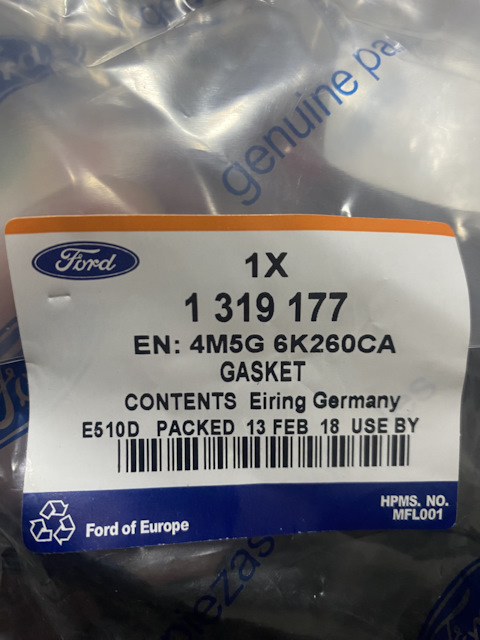 genuine pa
Ford
1X
1 319 177
EN: 4M5G 6K260CA
GASKET
CONTENTS Eiring Germany
E510D PACKED 13 FEB 18 USE BY
Ford of Europe
HPMS. NO.
MFL001
piezas